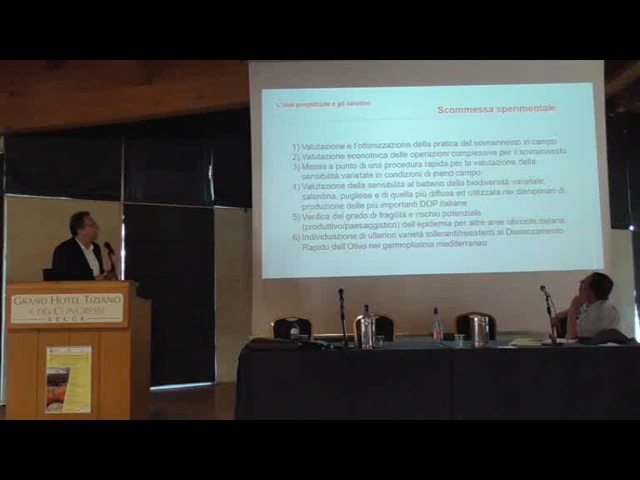 L'idea progettuale e gli obiettivi
Scommessa sperimentale
1) Valutazione e l'ottimizzazione della pratica del sovrainnesto in campo
2) Valutazione economica delle operazioni complessive per il sovrainnesto
3) Messa a punto di una procedura rapida per la valutazione della
sensibilità varietale in condizioni di pieno campo
4) Valutazione della sensibilità al batterio della biodiversità varietale,
salentina, pugliese e di quella più diffusa ed utilizzata nei disciplinari di
produzione delle più importanti DOP italiane
5) Verifica del grado di fragilità e rischio potenziale
(produttivo/paesaggistico) dell'epidemia per altre aree olivicole italiane
6) Individuazione di ulteriori varietà tolleranti/resistenti al Disseccamento
Rapido dell'Olivo nel germoplasma mediterraneo
GRAND HOTEL TIZIANO
E DEI CONGRESSI
LECCE